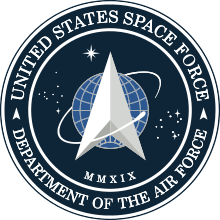 UNITED STATES SPACE FORCE
MMXIX
DEPARTMENT OF THE AIR FORCE